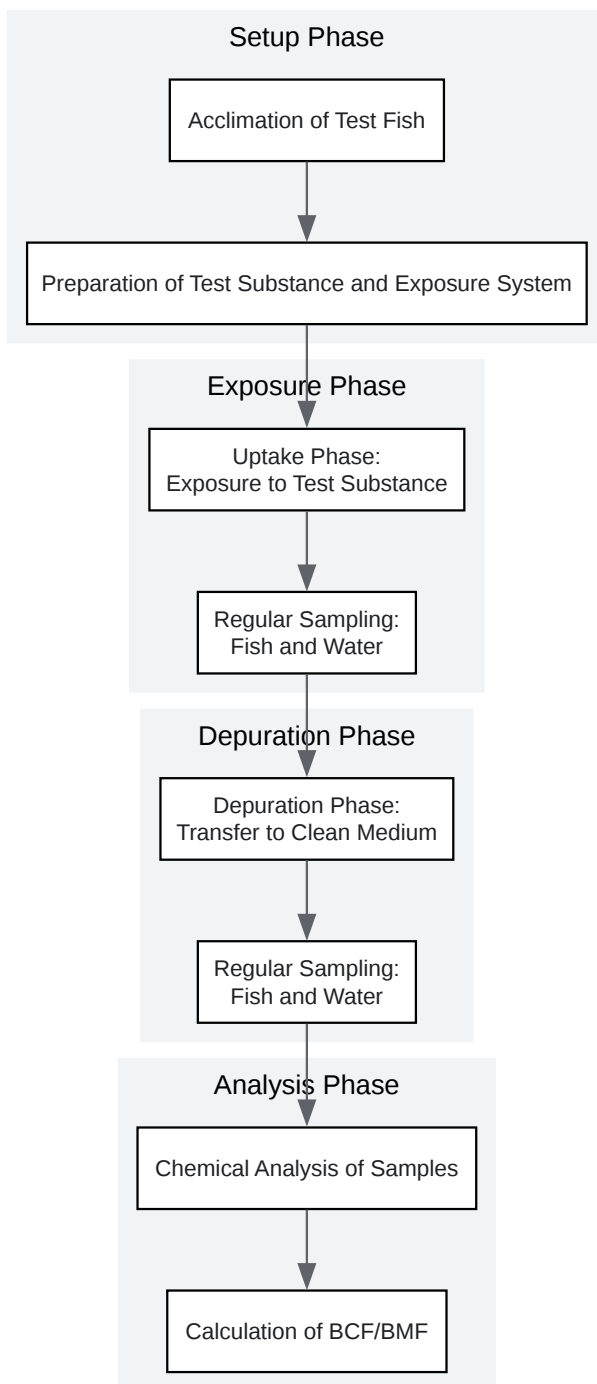 Setup Phase
Acclimation of Test Fish
Preparation of Test Substance and Exposure System
Exposure Phase
Uptake Phase:
Exposure to Test Substance
Regular Sampling:
Fish and Water
Depuration Phase
Depuration Phase:
Transfer to Clean Medium
Regular Sampling:
Fish and Water
Analysis Phase
Chemical Analysis of Samples
Calculation of BCF/BMF